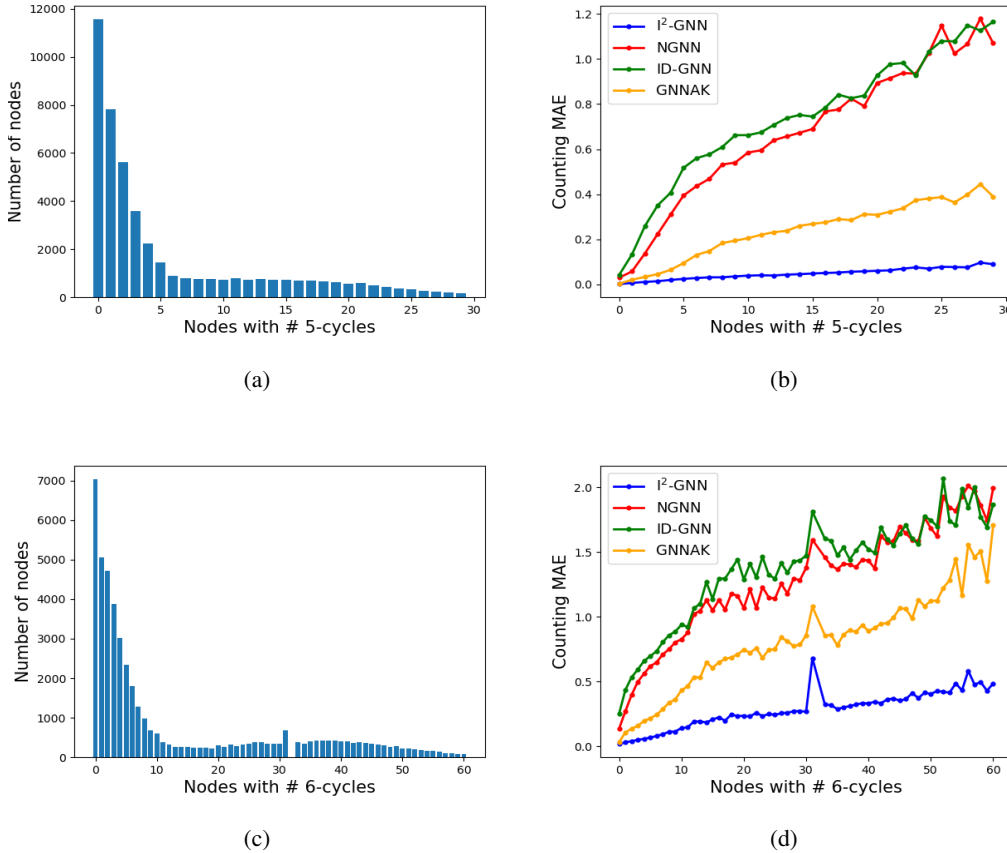 12000
10000
8000
6000
4000
2000
0
Number of nodes
0 5 10 15 20 25 30
Nodes with # 5-cycles
(a)
1.2
1.0
0.8
0.6
0.4
0.2
0.0
Counting MAE
I²-GNN
NGNN
ID-GNN
GNNAK
0 5 10 15 20 25 30
Nodes with # 5-cycles
(b)
7000
6000
5000
4000
3000
2000
1000
0
Number of nodes
0 10 20 30 40 50 60
Nodes with # 6-cycles
(c)
2.0
1.5
1.0
0.5
0.0
Counting MAE
I²-GNN
NGNN
ID-GNN
GNNAK
0 10 20 30 40 50 60
Nodes with # 6-cycles
(d)